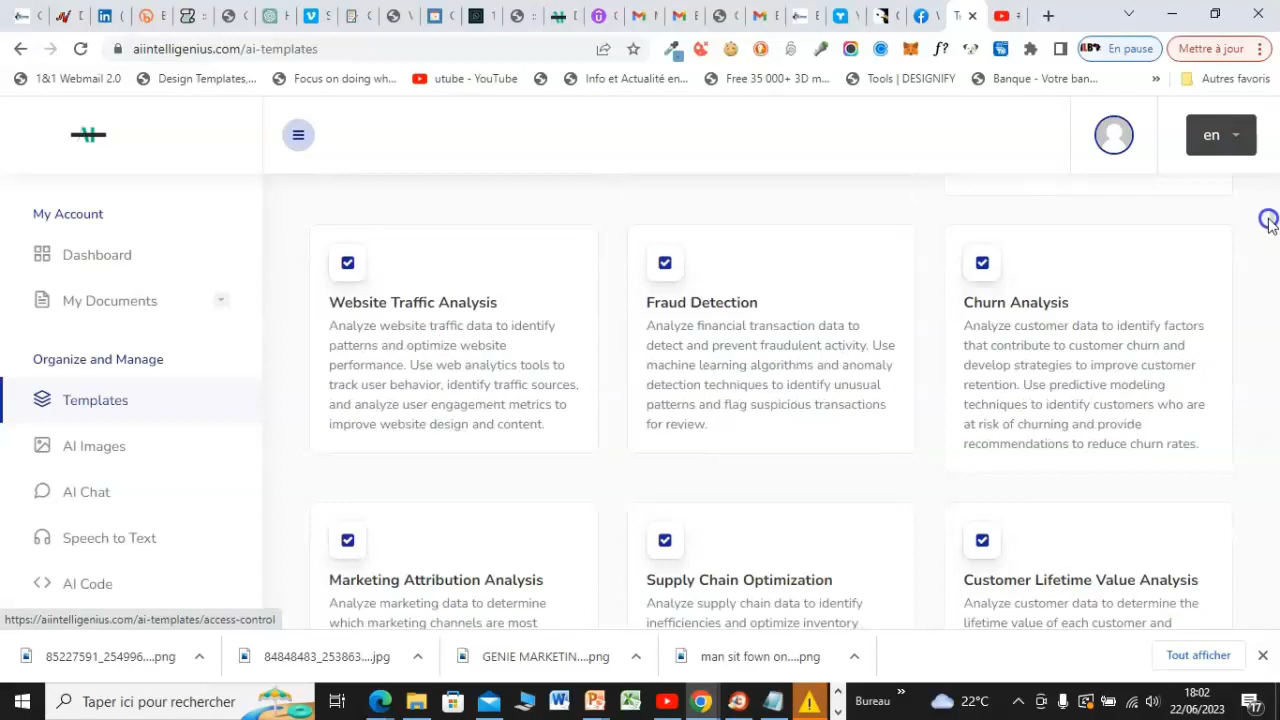 aiintelligenius.com/ai-templates
En pause
Mettre à jour
1&1 Webmail 2.0
Design Templates,...
Focus on doing wh...
utube - YouTube
Info et Actualité en...
Free 35 000+ 3D m...
Tools | DESIGNIFY
Banque - Votre ban...
»
Autres favoris
AI
en
My Account
Dashboard
My Documents
Organize and Manage
Templates
AI Images
AI Chat
Speech to Text
AI Code
Website Traffic Analysis
Analyze website traffic data to identify
patterns and optimize website
performance. Use web analytics tools to
track user behavior, identify traffic sources,
and analyze user engagement metrics to
improve website design and content.
Fraud Detection
Analyze financial transaction data to
detect and prevent fraudulent activity. Use
machine learning algorithms and anomaly
detection techniques to identify unusual
patterns and flag suspicious transactions
for review.
Churn Analysis
Analyze customer data to identify factors
that contribute to customer churn and
develop strategies to improve customer
retention. Use predictive modeling
techniques to identify customers who are
at risk of churning and provide
recommendations to reduce churn rates.
Marketing Attribution Analysis
Analyze marketing data to determine
which marketing channels are most
Supply Chain Optimization
Analyze supply chain data to identify
inefficiencies and optimize inventory
Customer Lifetime Value Analysis
Analyze customer data to determine the
lifetime value of each customer and
https://aiintelligenius.com/ai-templates/access-control
85227591_254996....png
84848483_253863....jpg
GENIE MARKETIN....png
man sit fown on....png
Tout afficher
Taper ici pour rechercher
Bureau
»
22°C
18:02
22/06/2023
17